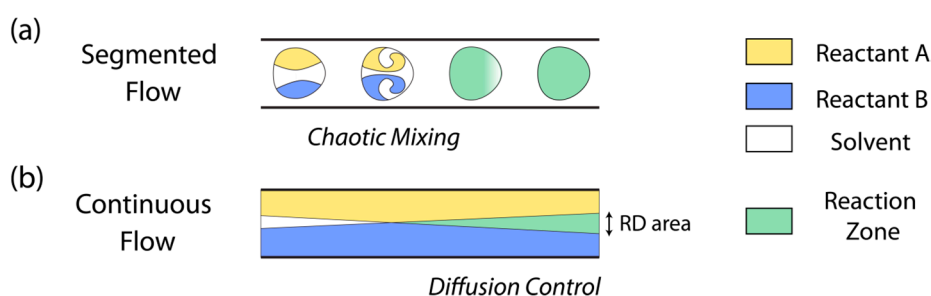 (a)
Segmented
Flow
Chaotic Mixing
(b)
Continuous
Flow
RD area
Diffusion Control
Reactant A
Reactant B
Solvent
Reaction
Zone